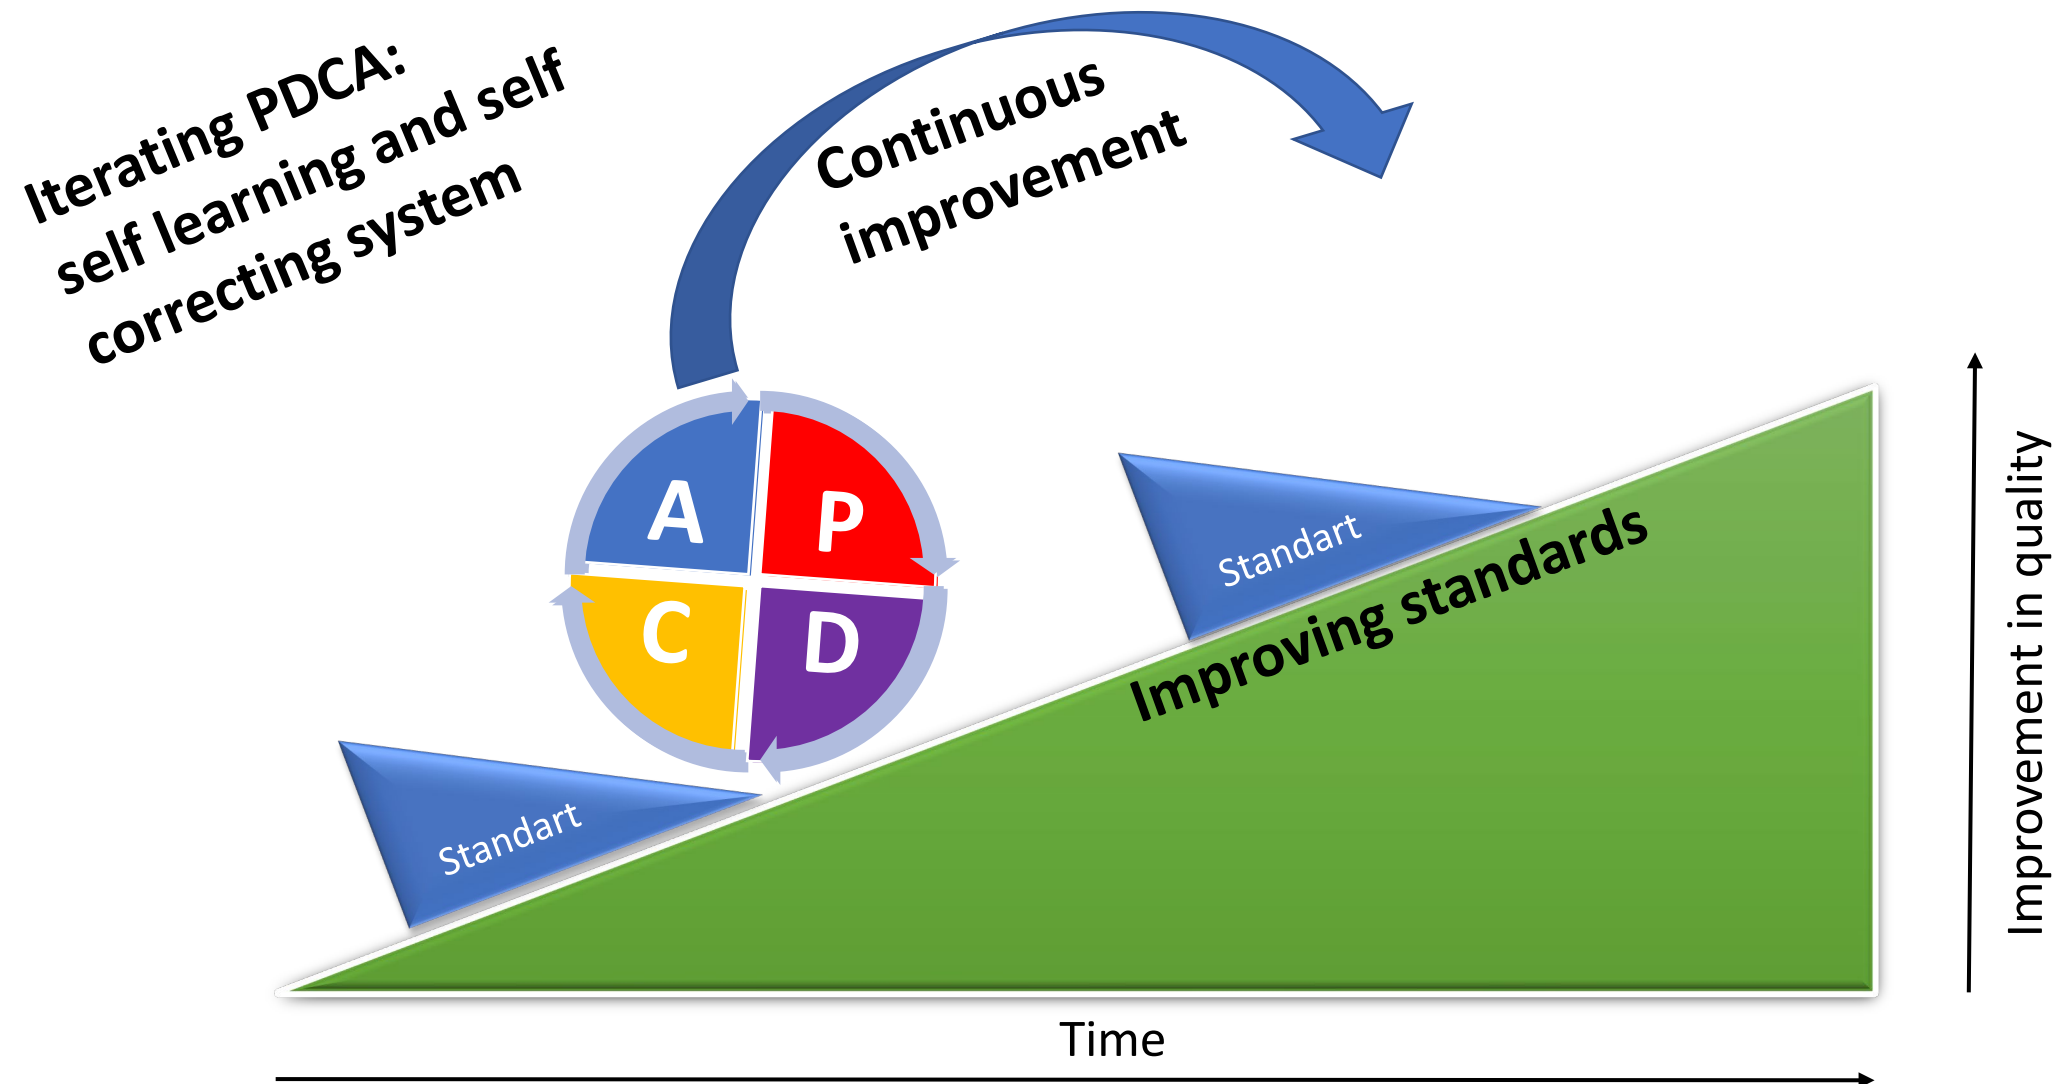 Iterating PDCA:
self learning and self
correcting system
Continuous
improvement
A
P
C
D
Standart
Standart
Improving standards
Improvement in quality
Time